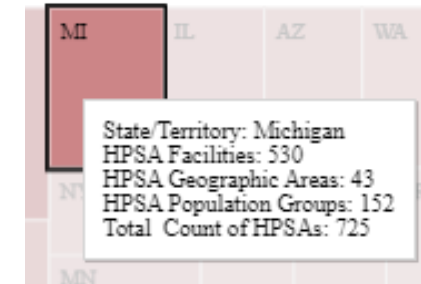 MI IL AZ WA
State/Territory: Michigan
HPSA Facilities: 530
HPSA Geographic Areas: 43
HPSA Population Groups: 152
Total Count of HPSAs: 725
MN